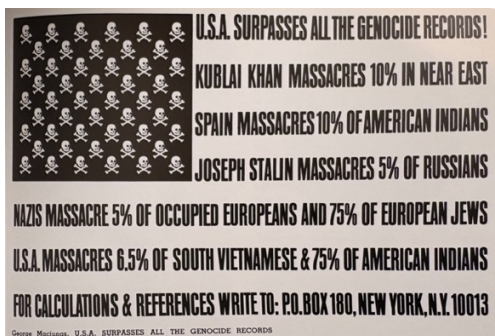 U.S.A. SURPASSES ALL THE GENOCIDE RECORDS!
KUBLAI KHAN MASSACRES 10% IN NEAR EAST
SPAIN MASSACRES 10% OF AMERICAN INDIANS
JOSEPH STALIN MASSACRES 5% OF RUSSIANS
NAZIS MASSACRE 5% OF OCCUPIED EUROPEANS AND 75% OF EUROPEAN JEWS
U.S.A. MASSACRES 6.5% OF SOUTH VIETNAMESE & 75% OF AMERICAN INDIANS
FOR CALCULATIONS & REFERENCES WRITE TO: P.O. BOX 180, NEW YORK, N.Y. 10013
George Maciunas, U.S.A. SURPASSES ALL THE GENOCIDE RECORDS